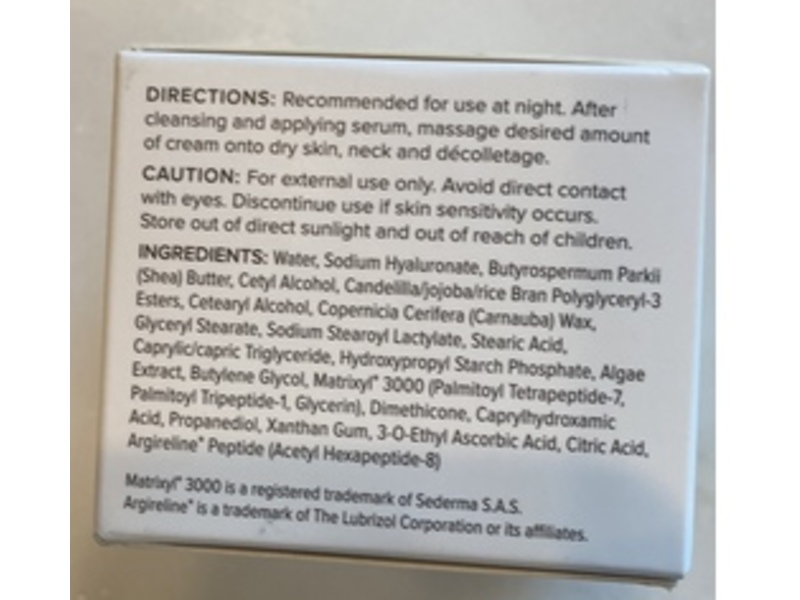 DIRECTIONS: Recommended for use at night. After
cleansing and applying serum, massage desired amount
of cream onto dry skin, neck and décolletage.
CAUTION: For external use only. Avoid direct contact
with eyes. Discontinue use if skin sensitivity occurs.
Store out of direct sunlight and out of reach of children.
INGREDIENTS: Water, Sodium Hyaluronate, Butyrospermum Parkii
(Shea) Butter, Cetyl Alcohol, Candelilla/jojoba/rice Bran Polyglyceryl-3
Esters, Cetearyl Alcohol, Copernicia Cerifera (Carnauba) Wax,
Glyceryl Stearate, Sodium Stearoyl Lactylate, Stearic Acid,
Caprylic/capric Triglyceride, Hydroxypropyl Starch Phosphate, Algae
Extract, Butylene Glycol, Matrixyl® 3000 (Palmitoyl Tetrapeptide-7,
Palmitoyl Tripeptide-1, Glycerin), Dimethicone, Caprylhydroxamic
Acid, Propanediol, Xanthan Gum, 3-O-Ethyl Ascorbic Acid, Citric Acid,
Argireline® Peptide (Acetyl Hexapeptide-8)
Matrixyl® 3000 is a registered trademark of Sederma S.A.S.
Argireline® is a trademark of The Lubrizol Corporation or its affiliates.